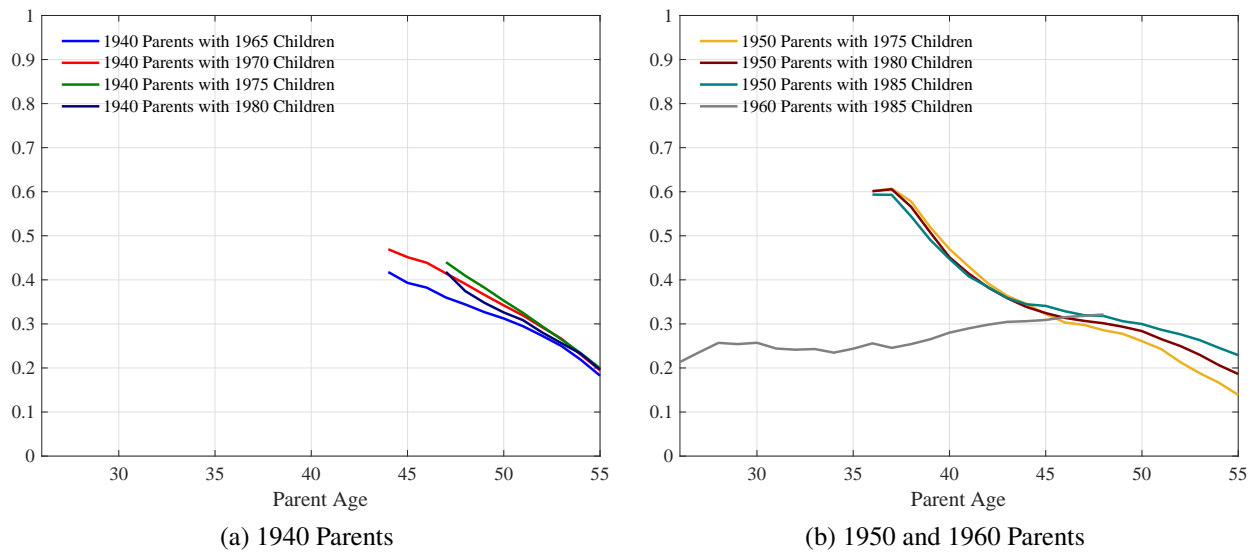 1
0.9
0.8
0.7
0.6
0.5
0.4
0.3
0.2
0.1
0
1940 Parents with 1965 Children
1940 Parents with 1970 Children
1940 Parents with 1975 Children
1940 Parents with 1980 Children
30 35 40 45 50 55
Parent Age
(a) 1940 Parents
1
0.9
0.8
0.7
0.6
0.5
0.4
0.3
0.2
0.1
0
1950 Parents with 1975 Children
1950 Parents with 1980 Children
1950 Parents with 1985 Children
1960 Parents with 1985 Children
30 35 40 45 50 55
Parent Age
(b) 1950 and 1960 Parents